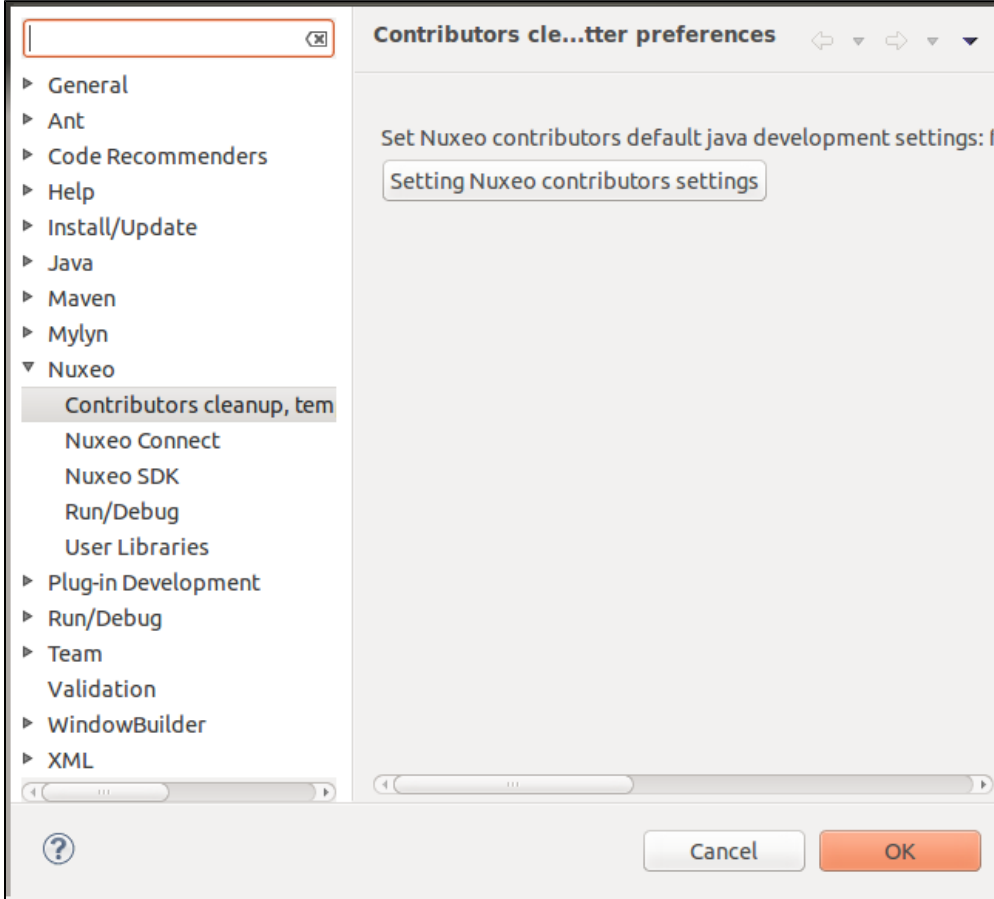 Contributors cle...tter preferences
General
Ant
Code Recommenders
Help
Install/Update
Java
Maven
Mylyn
Nuxeo
Contributors cleanup, tem
Nuxeo Connect
Nuxeo SDK
Run/Debug
User Libraries
Plug-in Development
Run/Debug
Team
Validation
WindowBuilder
XML
Set Nuxeo contributors default java development settings:
Setting Nuxeo contributors settings
Cancel
OK